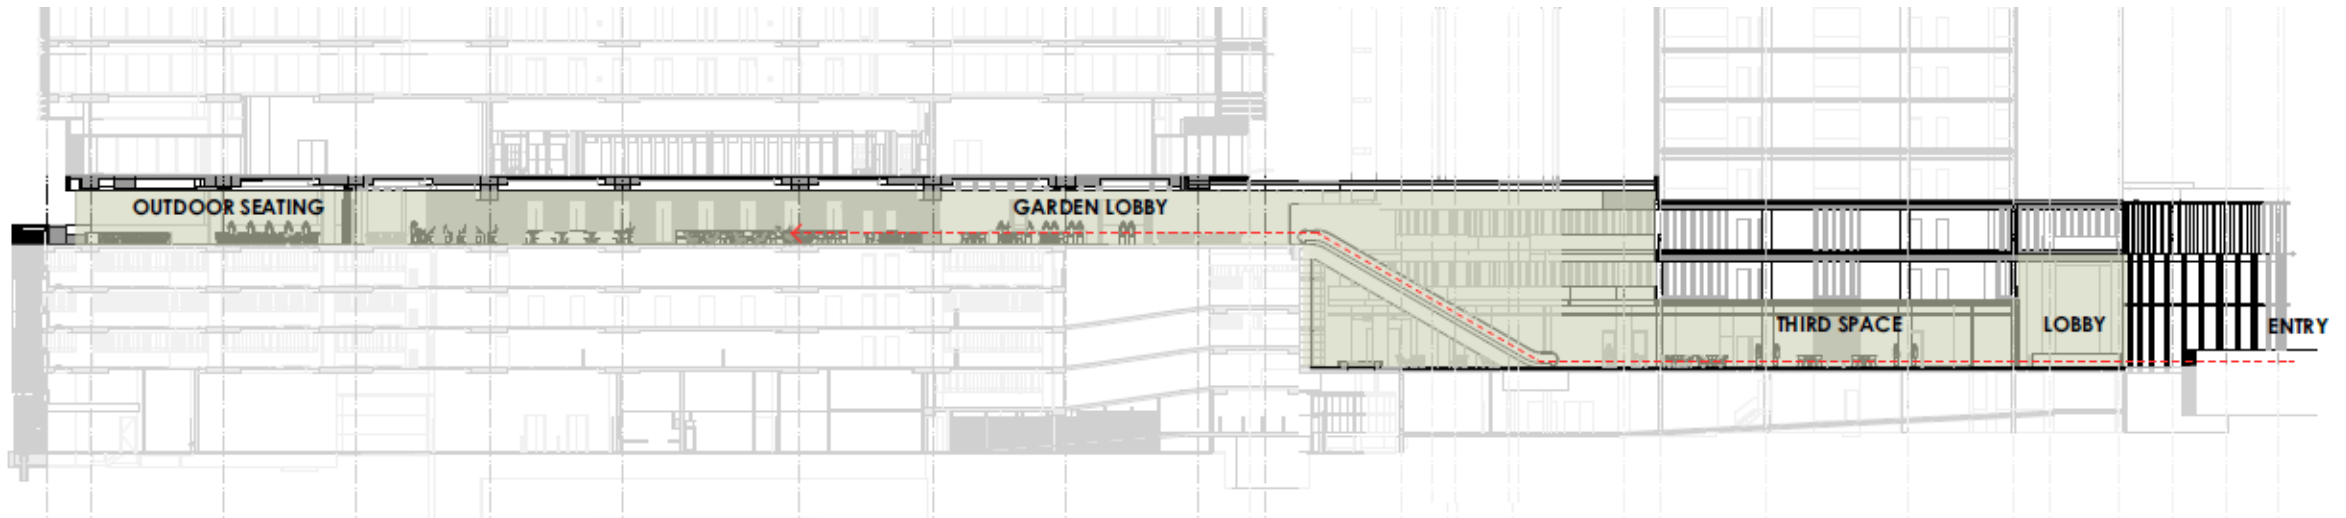 OUTDOOR SEATING
GARDEN LOBBY
THIRD SPACE
LOBBY
ENTRY